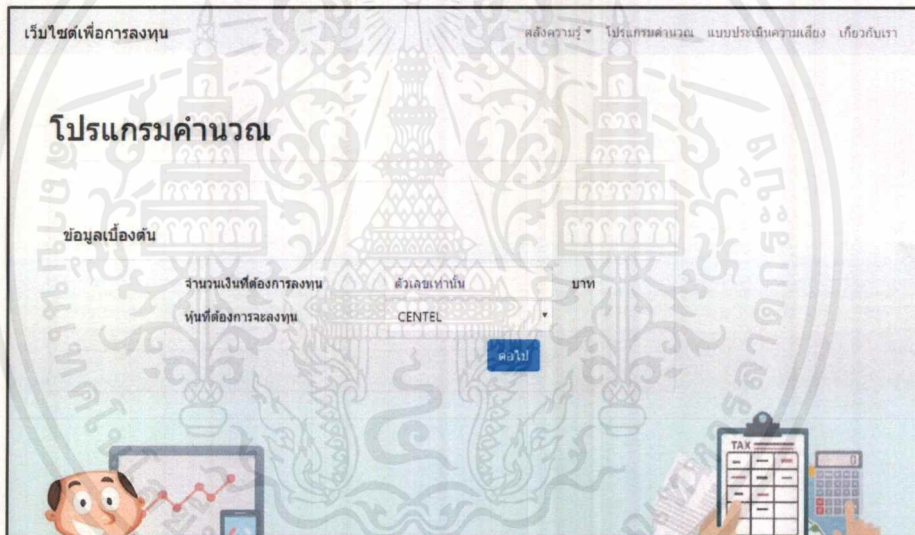 เว็บไซต์เพื่อการลงทุน
คลังความรู้ โปรแกรมคำนวณ แบบประเมินความเสี่ยง เกี่ยวกับเรา
โปรแกรมคำนวณ
ข้อมูลเบื้องต้น
จำนวนเงินที่ต้องการลงทุน ตัวเลขเท่านั้น บาท
หุ้นที่ต้องการจะลงทุน CENTEL
ต่อไป
TAX
0